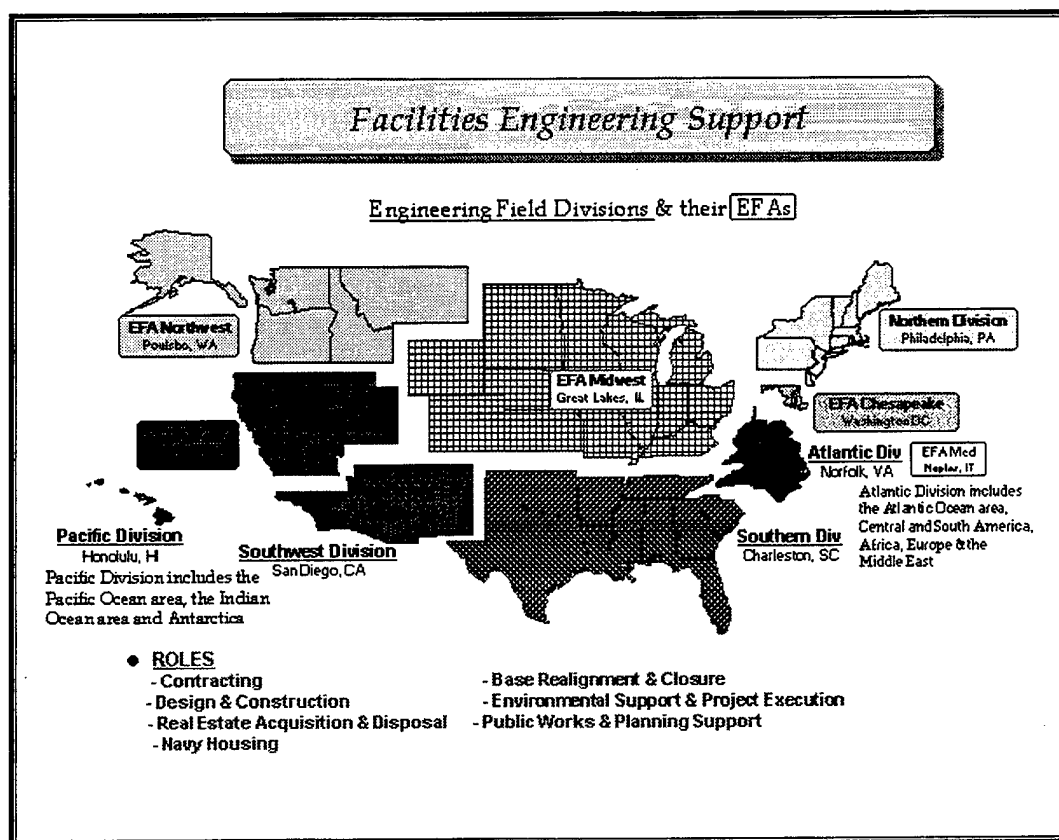 Facilities Engineering Support
Engineering Field Divisions & their EFAs
EFA Northwest
Poulsbo, WA
Northern Division
Philadelphia, PA
EFA Midwest
Great Lakes, IL
EFA Chesapeake
Washington DC
Atlantic Div
Norfolk, VA
EFA Med
Naples, IT
Atlantic Division includes
the Atlantic Ocean area,
Central and South America,
Africa, Europe & the
Middle East
Pacific Division
Honolulu, HI
Pacific Division includes the
Pacific Ocean area, the Indian
Ocean area and Antarctica
Southwest Division
San Diego, CA
Southern Div
Charleston, SC
● ROLES
- Contracting
- Design & Construction
- Real Estate Acquisition & Disposal
- Navy Housing
- Base Realignment & Closure
- Environmental Support & Project Execution
- Public Works & Planning Support